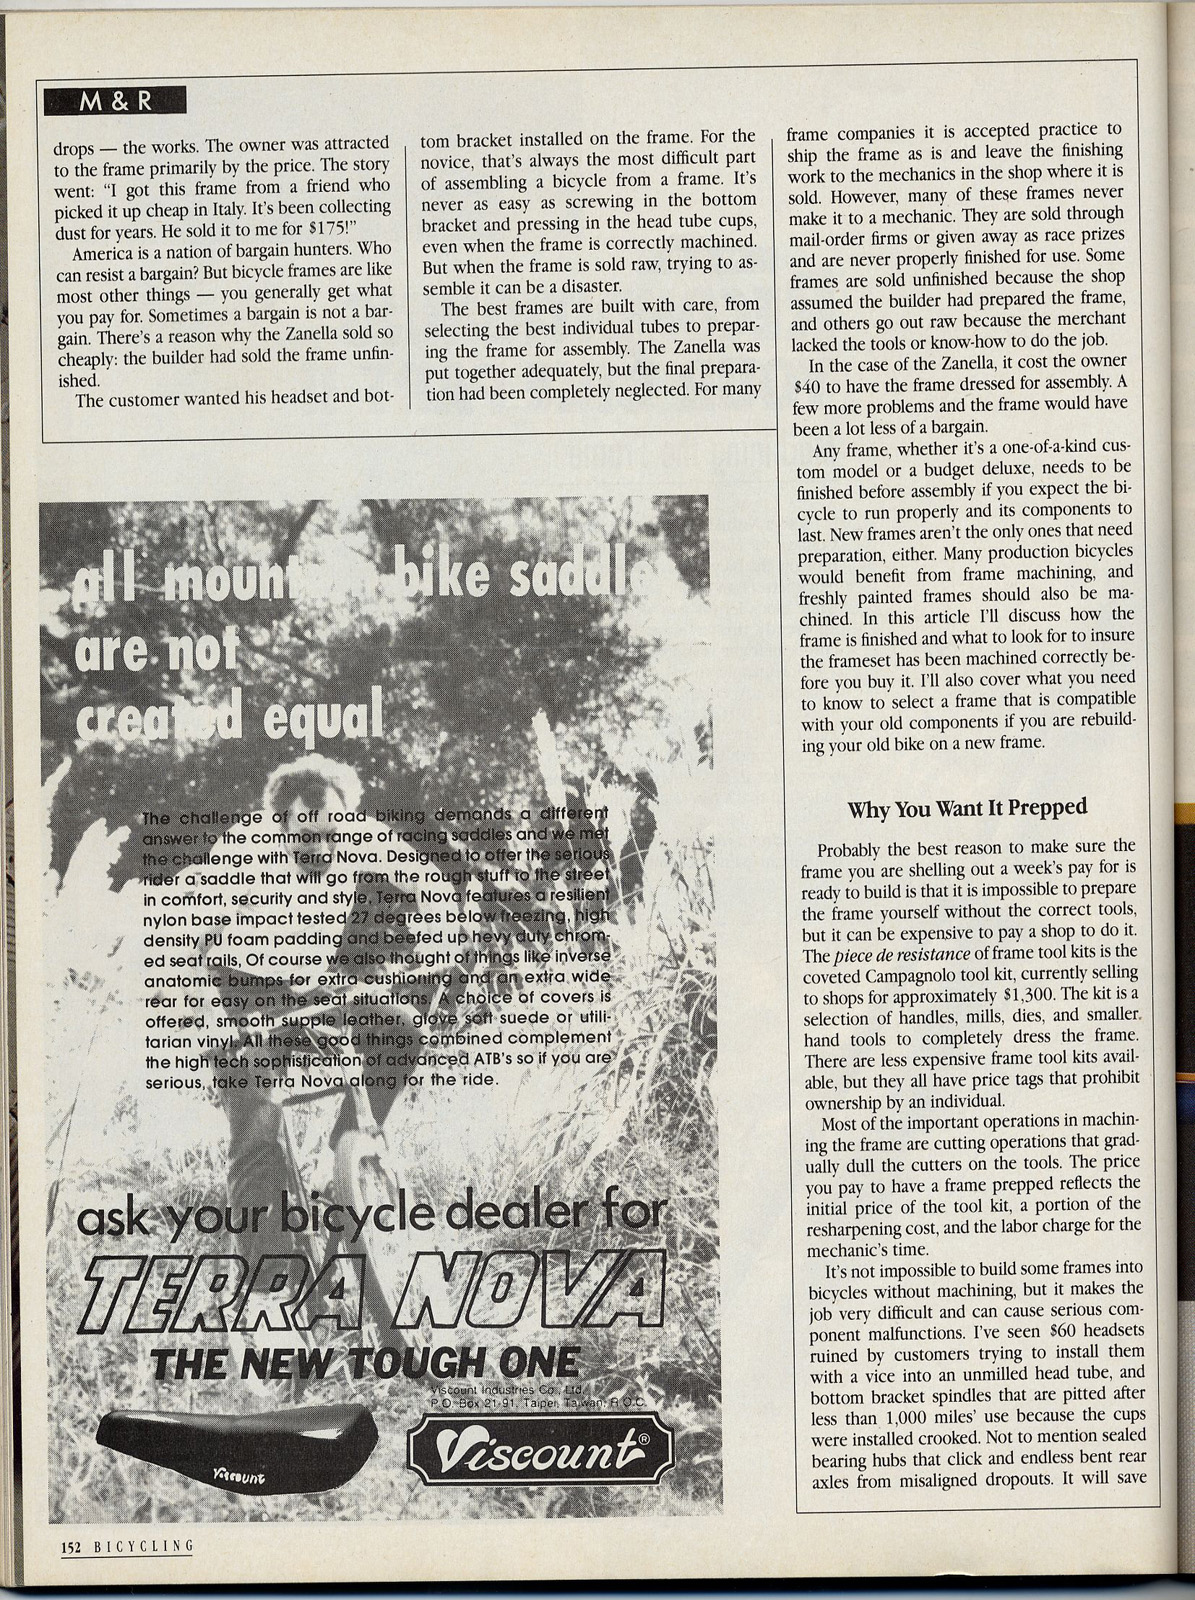 M & R
drops — the works. The owner was attracted
to the frame primarily by the price. The story
went: “I got this frame from a friend who
picked it up cheap in Italy. It’s been collecting
dust for years. He sold it to me for $175!”
America is a nation of bargain hunters. Who
can resist a bargain? But bicycle frames are like
most other things — you generally get what
you pay for. Sometimes a bargain is not a bar-
gain. There’s a reason why the Zanella sold so
cheaply: the builder had sold the frame unfin-
ished.
The customer wanted his headset and bot-
tom bracket installed on the frame. For the
novice, that’s always the most difficult part
of assembling a bicycle from a frame. It’s
never as easy as screwing in the bottom
bracket and pressing in the head tube cups,
even when the frame is correctly machined.
But when the frame is sold raw, trying to as-
semble it can be a disaster.
The best frames are built with care, from
selecting the best individual tubes to prepar-
ing the frame for assembly. The Zanella was
put together adequately, but the final prepara-
tion had been completely neglected. For many
frame companies it is accepted practice to
ship the frame as is and leave the finishing
work to the mechanics in the shop where it is
sold. However, many of these frames never
make it to a mechanic. They are sold through
mail-order firms or given away as race prizes
and are never properly finished for use. Some
frames are sold unfinished because the shop
assumed the builder had prepared the frame,
and others go out raw because the merchant
lacked the tools or know-how to do the job.
In the case of the Zanella, it cost the owner
$40 to have the frame dressed for assembly. A
few more problems and the frame would have
been a lot less of a bargain.
Any frame, whether it’s a one-of-a-kind cus-
tom model or a budget deluxe, needs to be
finished before assembly if you expect the bi-
cycle to run properly and its components to
last. New frames aren’t the only ones that need
preparation, either. Many production bicycles
would benefit from frame machining, and
freshly painted frames should also be ma-
chined. In this article I’ll discuss how the
frame is finished and what to look for to insure
the frameset has been machined correctly be-
fore you buy it. I’ll also cover what you need
to know to select a frame that is compatible
with your old components if you are rebuild-
ing your old bike on a new frame.
Why You Want It Prepped
Probably the best reason to make sure the
frame you are shelling out a week’s pay for is
ready to build is that it is impossible to prepare
the frame yourself without the correct tools,
but it can be expensive to pay a shop to do it.
The piece de resistance of frame tool kits is the
coveted Campagnolo tool kit, currently selling
to shops for approximately $1,300. The kit is a
selection of handles, mills, dies, and smaller
hand tools to completely dress the frame.
There are less expensive frame tool kits avail-
able, but they all have price tags that prohibit
ownership by an individual.
Most of the important operations in machin-
ing the frame are cutting operations that grad-
ually dull the cutters on the tools. The price
you pay to have a frame prepped reflects the
initial price of the tool kit, a portion of the
resharpening cost, and the labor charge for the
mechanic’s time.
It’s not impossible to build some frames into
bicycles without machining, but it makes the
job very difficult and can cause serious com-
ponent malfunctions. I’ve seen $60 headsets
ruined by customers trying to install them
with a vice into an unmilled head tube, and
bottom bracket spindles that are pitted after
less than 1,000 miles’ use because the cups
were installed crooked. Not to mention sealed
bearing hubs that click and endless bent rear
axles from misaligned dropouts. It will save
all mountain bike saddles
are not
created equal
The challenge of off road biking demands a different
answer to the common range of racing saddles and we met
the challenge with Terra Nova. Designed to offer the serious
rider a saddle that will go from the rough stuff to the street
in comfort, security and style. Terra Nova features a resilient
nylon base impact tested 27 degrees below freezing, high
density PU foam padding and beefed up hevy duty chrom-
ed seat rails, Of course we also thought of things like inverse
anatomic bumps for extra cushioning and an extra wide
rear for easy on the seat situations. A choice of covers is
offered, smooth supple leather, glove soft suede or utili-
tarian vinyl. All these good things combined complement
the high tech sophistication of advanced ATB’s so if you are
serious, take Terra Nova along for the ride.
ask your bicycle dealer for
TERRA NOVA
THE NEW TOUGH ONE
Viscount Industries Co., Ltd.
P.O. Box 21-91, Taipei, Taiwan, R.O.C.
Viscount
Viscount®
152 BICYCLING